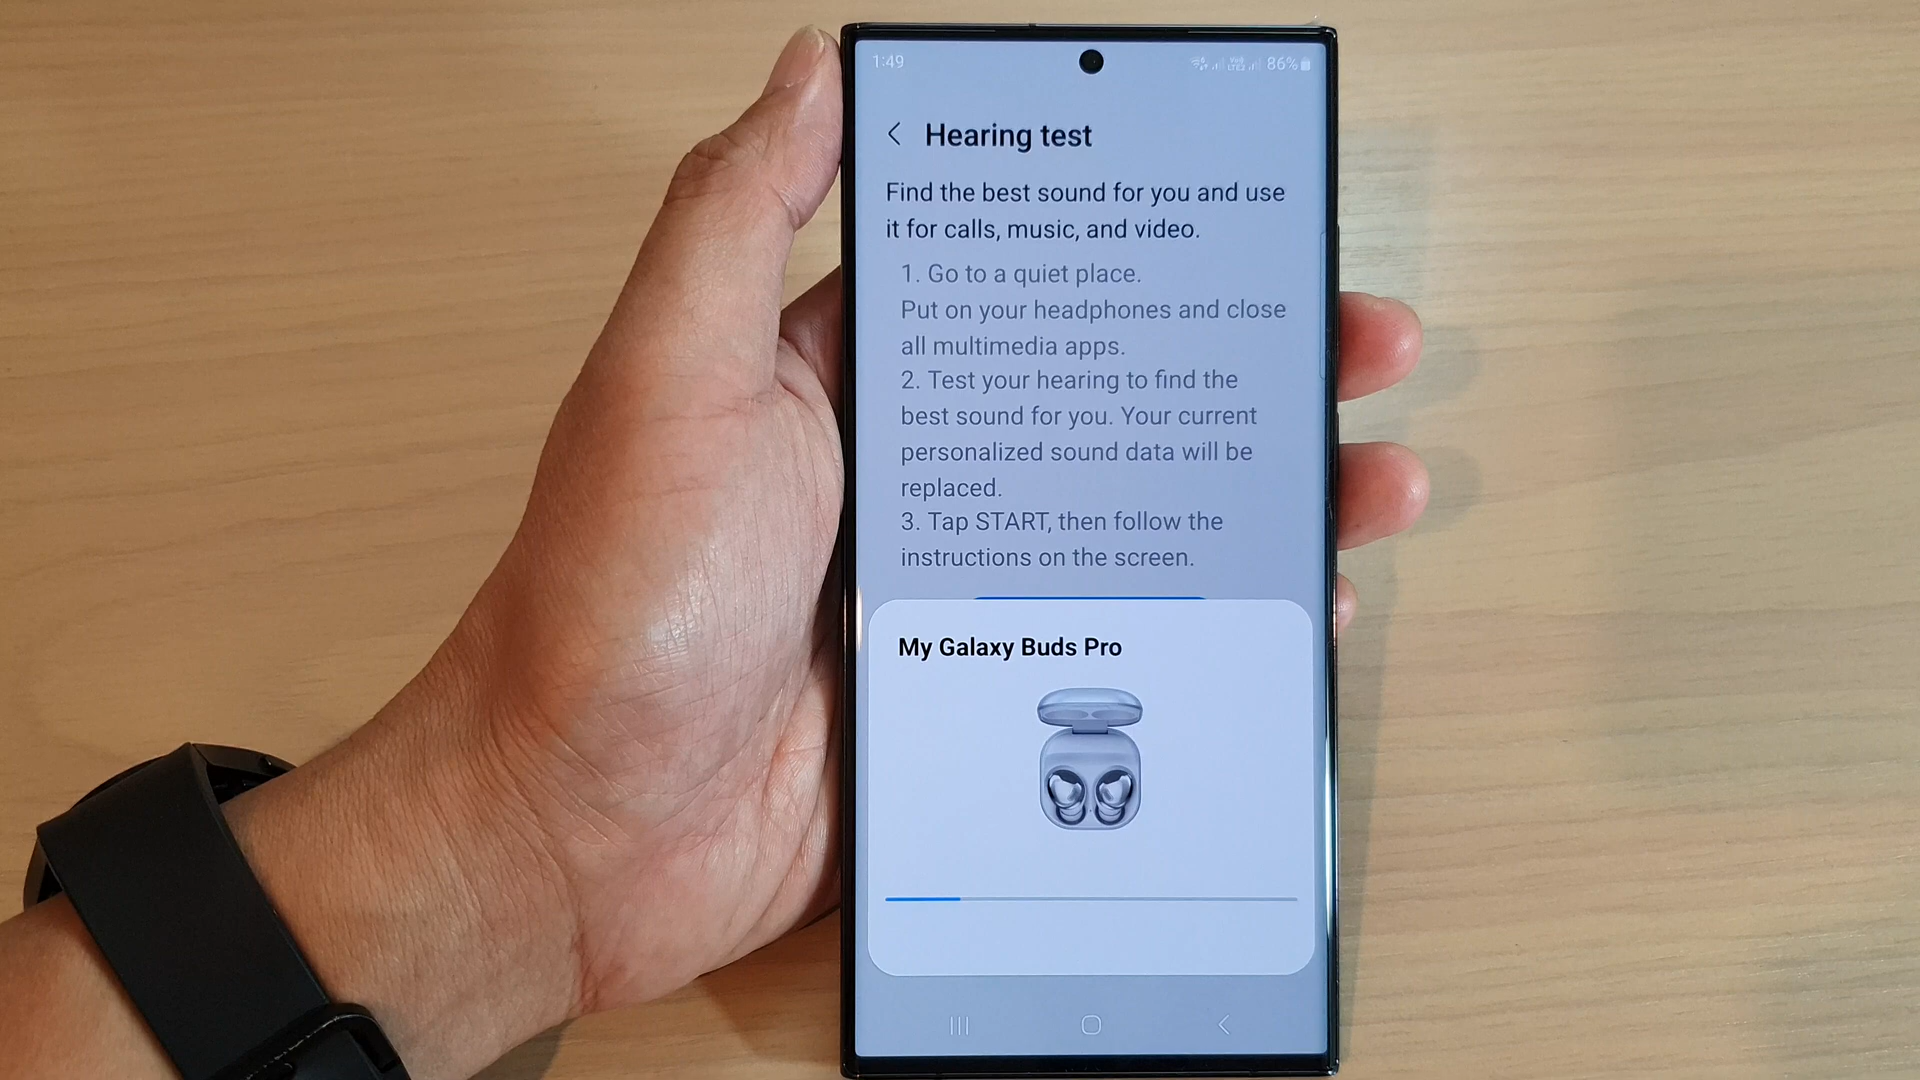 1:49
86%
Hearing test
Find the best sound for you and use
it for calls, music, and video.
1. Go to a quiet place.
Put on your headphones and close
all multimedia apps.
2. Test your hearing to find the
best sound for you. Your current
personalized sound data will be
replaced.
3. Tap START, then follow the
instructions on the screen.
My Galaxy Buds Pro